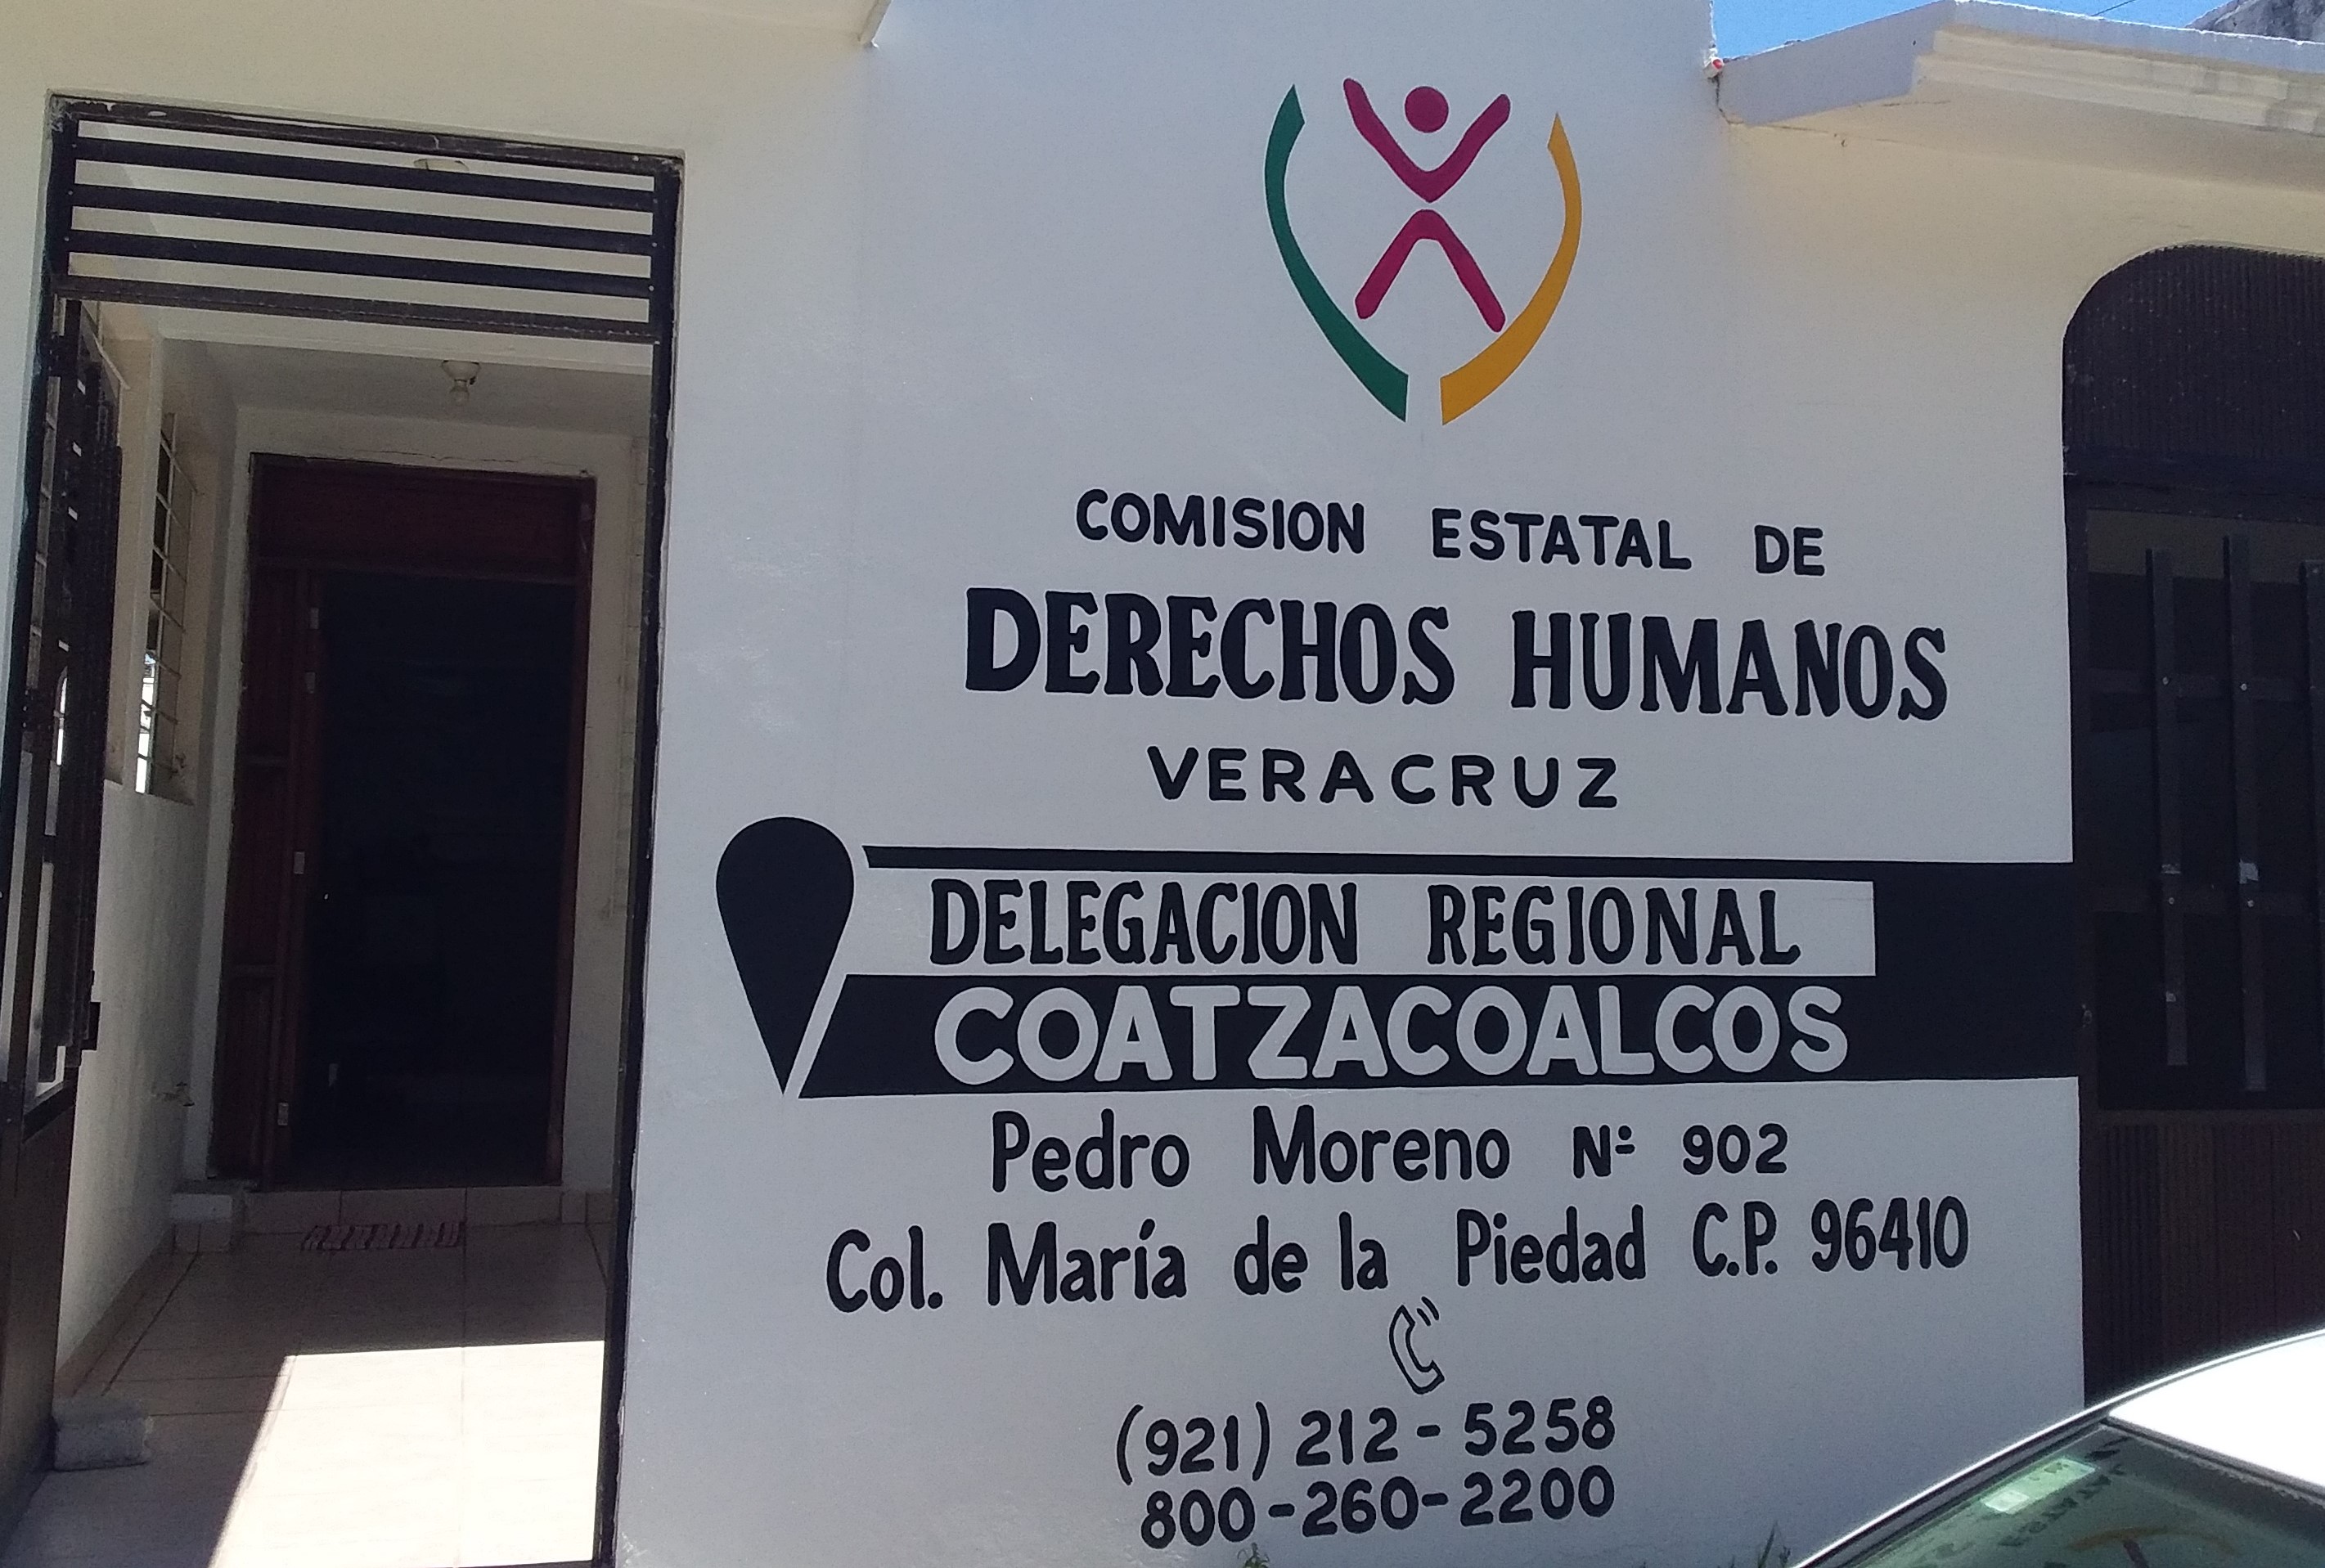 COMISION ESTATAL DE
DERECHOS HUMANOS
VERACRUZ
DELEGACION REGIONAL
COATZACOALCOS
Pedro Moreno Nº 902
Col. María de la Piedad C.P. 96410
(921) 212-5258
800-260-2200